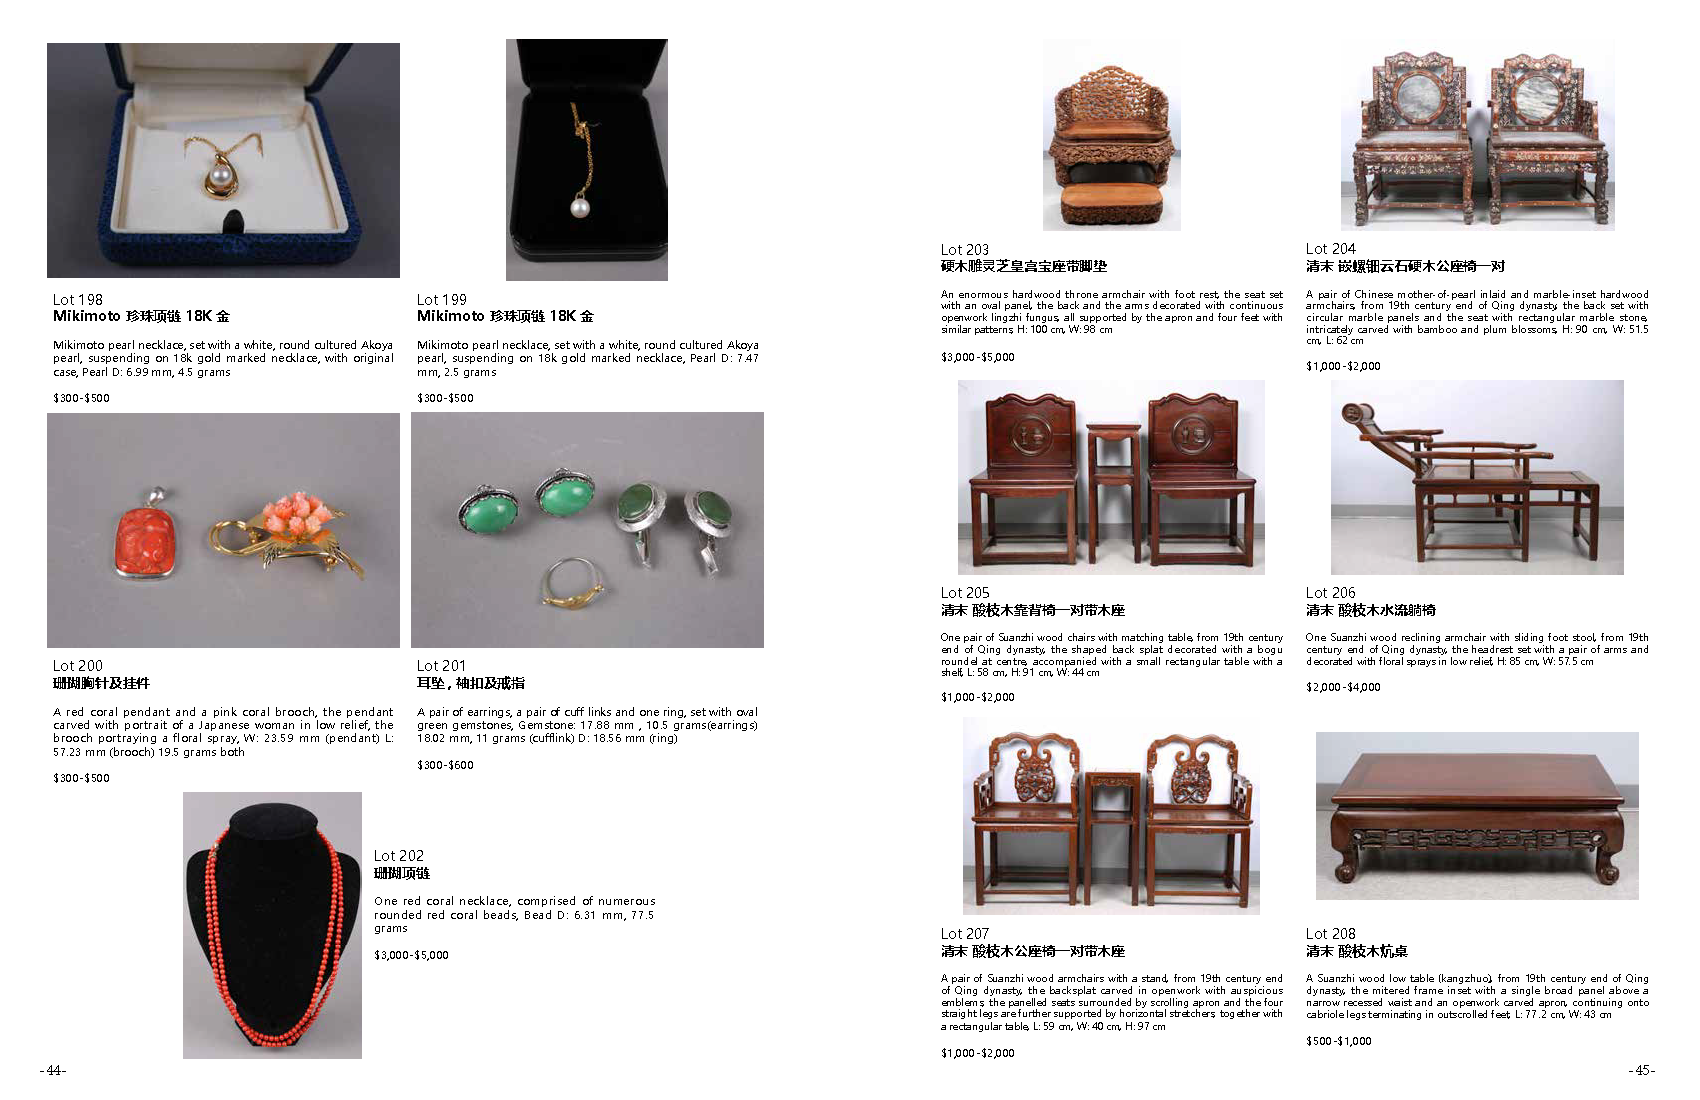 Lot 198
Mikimoto 珍珠项链 18K 金
Mikimoto pearl necklace, set with a white, round cultured Akoya
pearl, suspending on 18k gold marked necklace, with original
case, Pearl D: 6.99 mm, 4.5 grams
$300-$500
Lot 199
Mikimoto 珍珠项链 18K 金
Mikimoto pearl necklace, set with a white, round cultured Akoya
pearl, suspending on 18k gold marked necklace, Pearl D: 7.47
mm, 2.5 grams
$300-$500
Lot 200
珊瑚胸针及挂件
A red coral pendant and a pink coral brooch, the pendant
carved with portrait of a Japanese woman in low relief, the
brooch portraying a floral spray, W: 23.59 mm (pendant) L:
57.23 mm (brooch) 19.5 grams both
$300-$500
Lot 201
耳坠，袖扣及戒指
A pair of earrings, a pair of cuff links and one ring, set with oval
green gemstones, Gemstone: 17.88 mm , 10.5 grams(earrings)
18.02 mm, 11 grams (cufflink) D: 18.56 mm (ring)
$300-$600
Lot 202
珊瑚项链
One red coral necklace, comprised of numerous
rounded red coral beads, Bead D: 6.31 mm, 77.5
grams
$3,000-$5,000
-44-
Lot 203
硬木雕灵芝皇宫宝座带脚垫
An enormous hardwood throne armchair with foot rest, the seat set
with an oval panel, the back and the arms decorated with continuous
openwork lingzhi fungus, all supported by the apron and four feet with
similar patterns, H: 100 cm, W: 98 cm
$3,000-$5,000
Lot 204
清末 嵌螺钿云石硬木公座椅一对
A pair of Chinese mother-of-pearl inlaid and marble-inset hardwood
armchairs, from 19th century end of Qing dynasty, the back set with
circular marble panels and the seat with rectangular marble stone,
intricately carved with bamboo and plum blossoms, H: 90 cm, W: 51.5
cm, L: 62 cm
$1,000-$2,000
Lot 205
清末 酸枝木靠背椅一对带木座
One pair of Suanzhi wood chairs with matching table, from 19th century
end of Qing dynasty, the shaped back splat decorated with a bogu
roundel at centre, accompanied with a small rectangular table with a
shelf, L: 58 cm, H: 91 cm, W: 44 cm
$1,000-$2,000
Lot 206
清末 酸枝木水流躺椅
One Suanzhi wood reclining armchair with sliding foot stool, from 19th
century end of Qing dynasty, the headrest set with a pair of arms and
decorated with floral sprays in low relief, H: 85 cm, W: 57.5 cm
$2,000-$4,000
Lot 207
清末 酸枝木公座椅一对带木座
A pair of Suanzhi wood armchairs with a stand, from 19th century end
of Qing dynasty, the backsplat carved in openwork with auspicious
emblems, the panelled seats surrounded by scrolling apron and the four
straight legs are further supported by horizontal stretchers, together with
a rectangular table, L: 59 cm, W: 40 cm, H: 97 cm
$1,000-$2,000
Lot 208
清末 酸枝木炕桌
A Suanzhi wood low table (kangzhuo), from 19th century end of Qing
dynasty, the mitered frame inset with a single broad panel above a
narrow recessed waist and an openwork carved apron, continuing onto
cabriole legs terminating in outscrolled feet, L: 77.2 cm, W: 43 cm
$500-$1,000
-45-